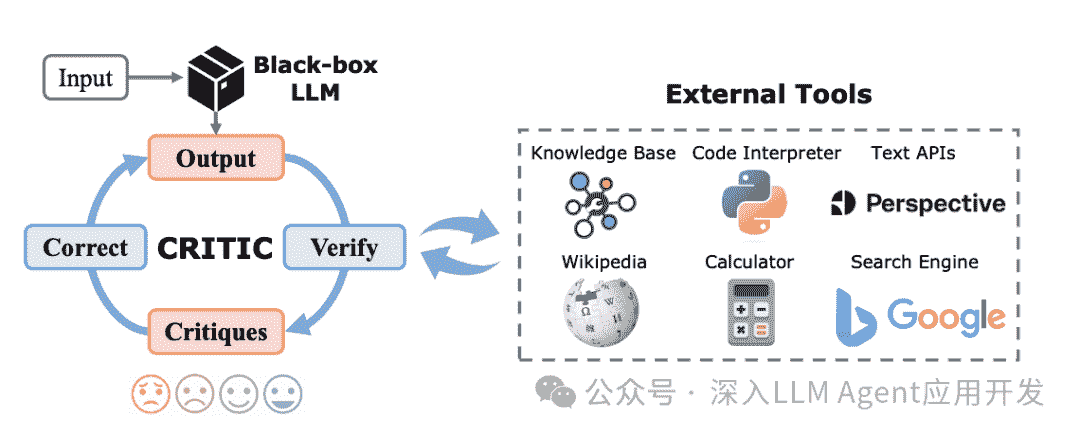 Input
Black-box
LLM
Output
Correct
CRITIC
Verify
Critiques
External Tools
Knowledge Base
Code Interpreter
Text APIs
Perspective
Wikipedia
Calculator
Search Engine
Ω
W
И
+
−
×
=
Google
公众号 · 深入LLM Agent应用开发